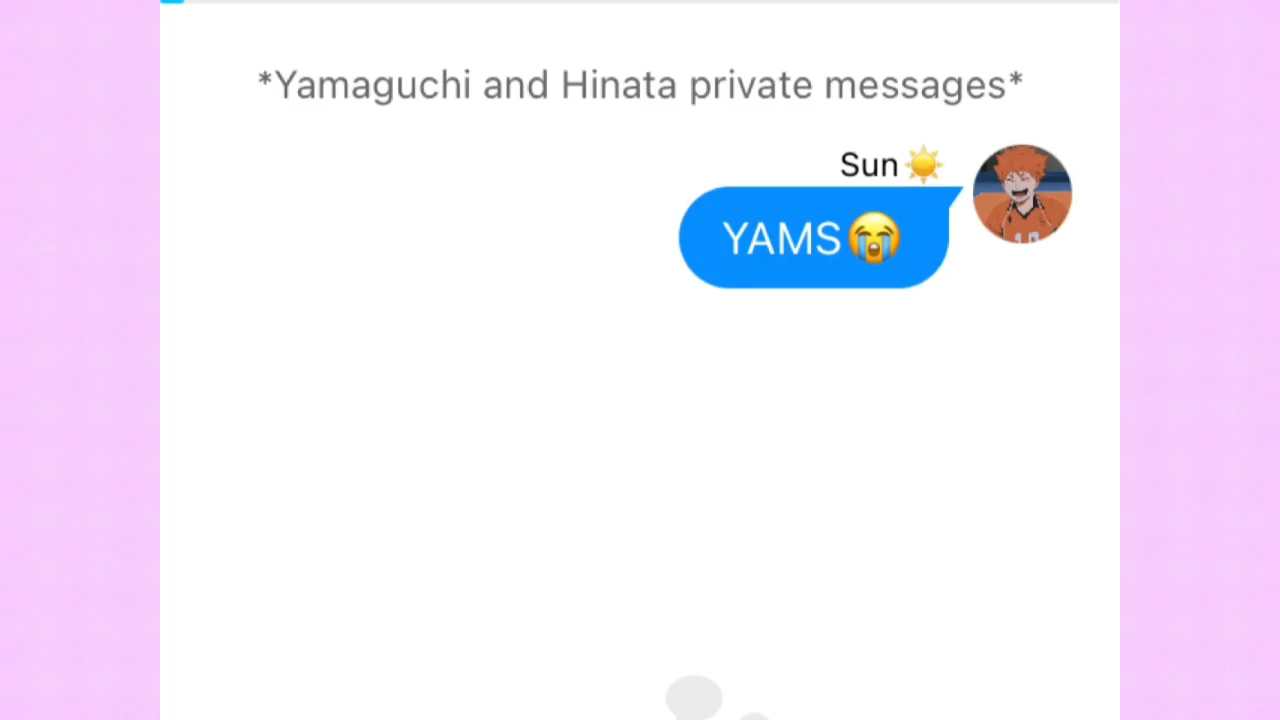 *Yamaguchi and Hinata private messages*
Sun☀️
YAMS😭